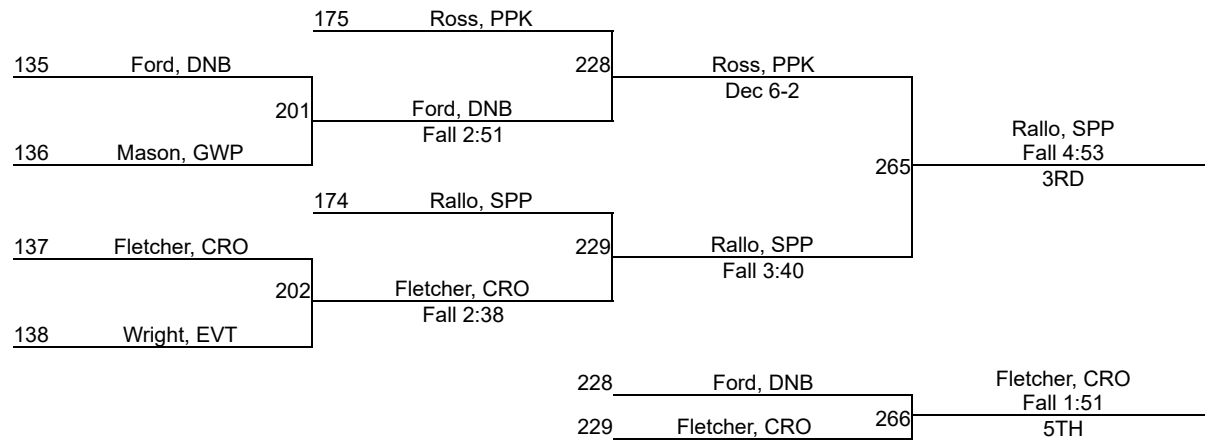 175 Ross, PPK
135 Ford, DNB
228
Ross, PPK
Dec 6-2
201
Ford, DNB
Fall 2:51
136 Mason, GWP
265
Rallo, SPP
Fall 4:53
3RD
174 Rallo, SPP
137 Fletcher, CRO
229
Rallo, SPP
Fall 3:40
202
Fletcher, CRO
Fall 2:38
138 Wright, EVT
228 Ford, DNB
229 Fletcher, CRO
266
Fletcher, CRO
Fall 1:51
5TH